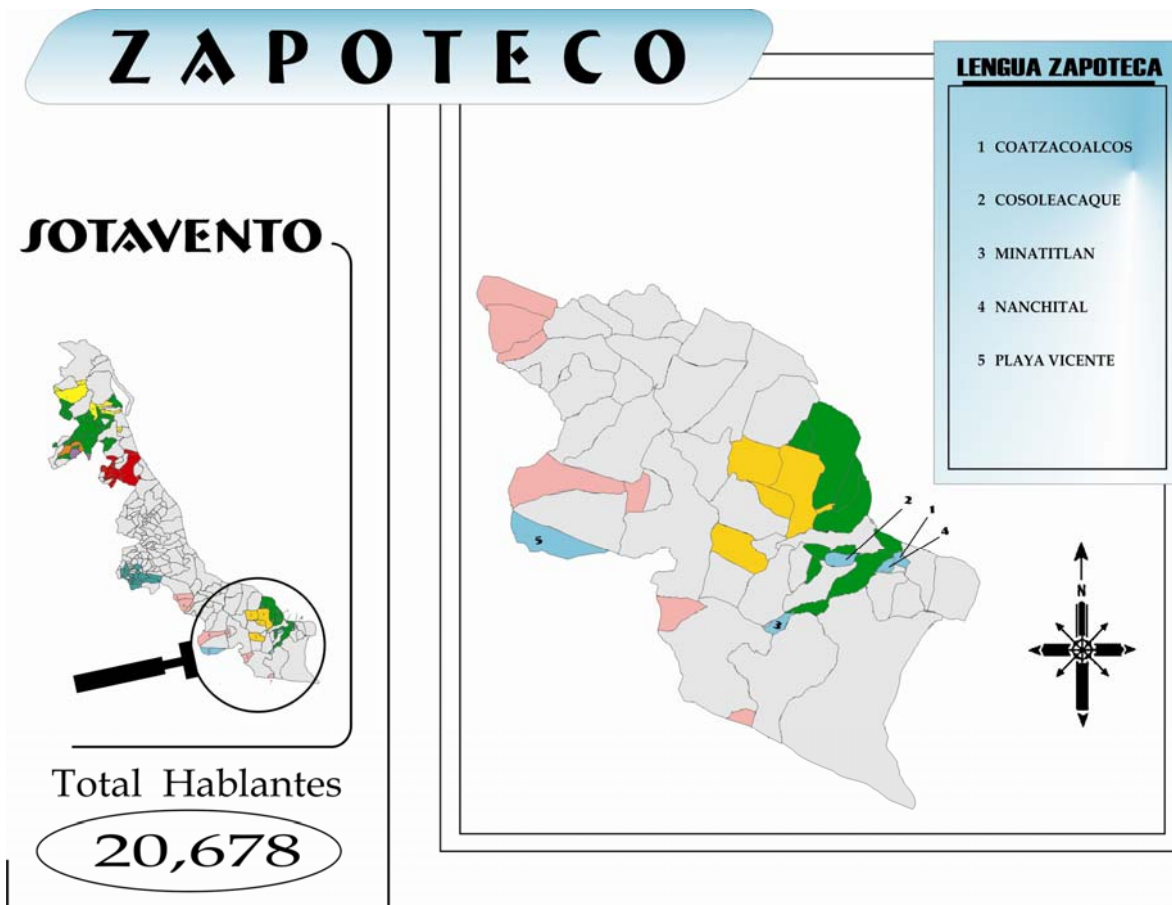 ZAPOTECO
LENGUA ZAPOTECA
1 COATZACOALCOS
2 COSOLEACAQUE
3 MINATITLAN
4 NANCHITAL
5 PLAYA VICENTE
SOTAVENTO
2
1
4
5
3
N
Total Hablantes
20,678